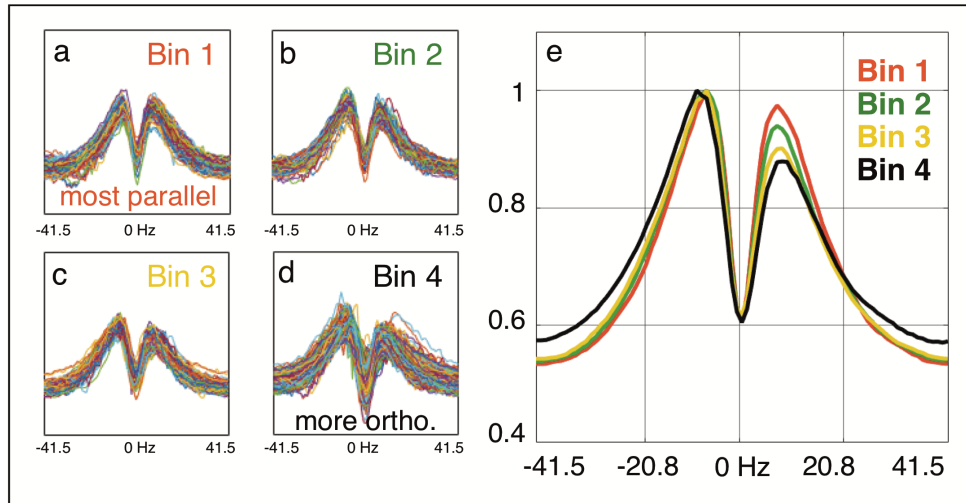 a Bin 1
most parallel
-41.5 0 Hz 41.5
b Bin 2
-41.5 0 Hz 41.5
c Bin 3
-41.5 0 Hz 41.5
d Bin 4
more ortho.
-41.5 0 Hz 41.5
e
Bin 1
Bin 2
Bin 3
Bin 4
1
0.8
0.6
0.4
-41.5 -20.8 0 Hz 20.8 41.5